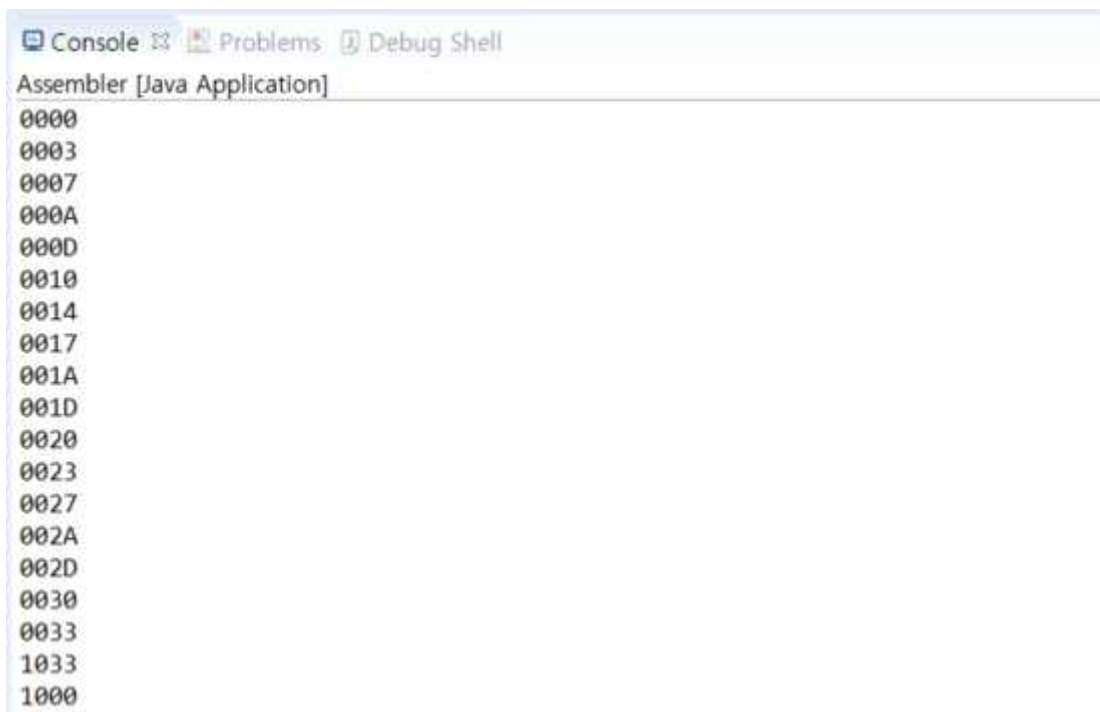 Console Problems Debug Shell
Assembler [Java Application]
0000
0003
0007
000A
000D
0010
0014
0017
001A
001D
0020
0023
0027
002A
002D
0030
0033
1033
1000